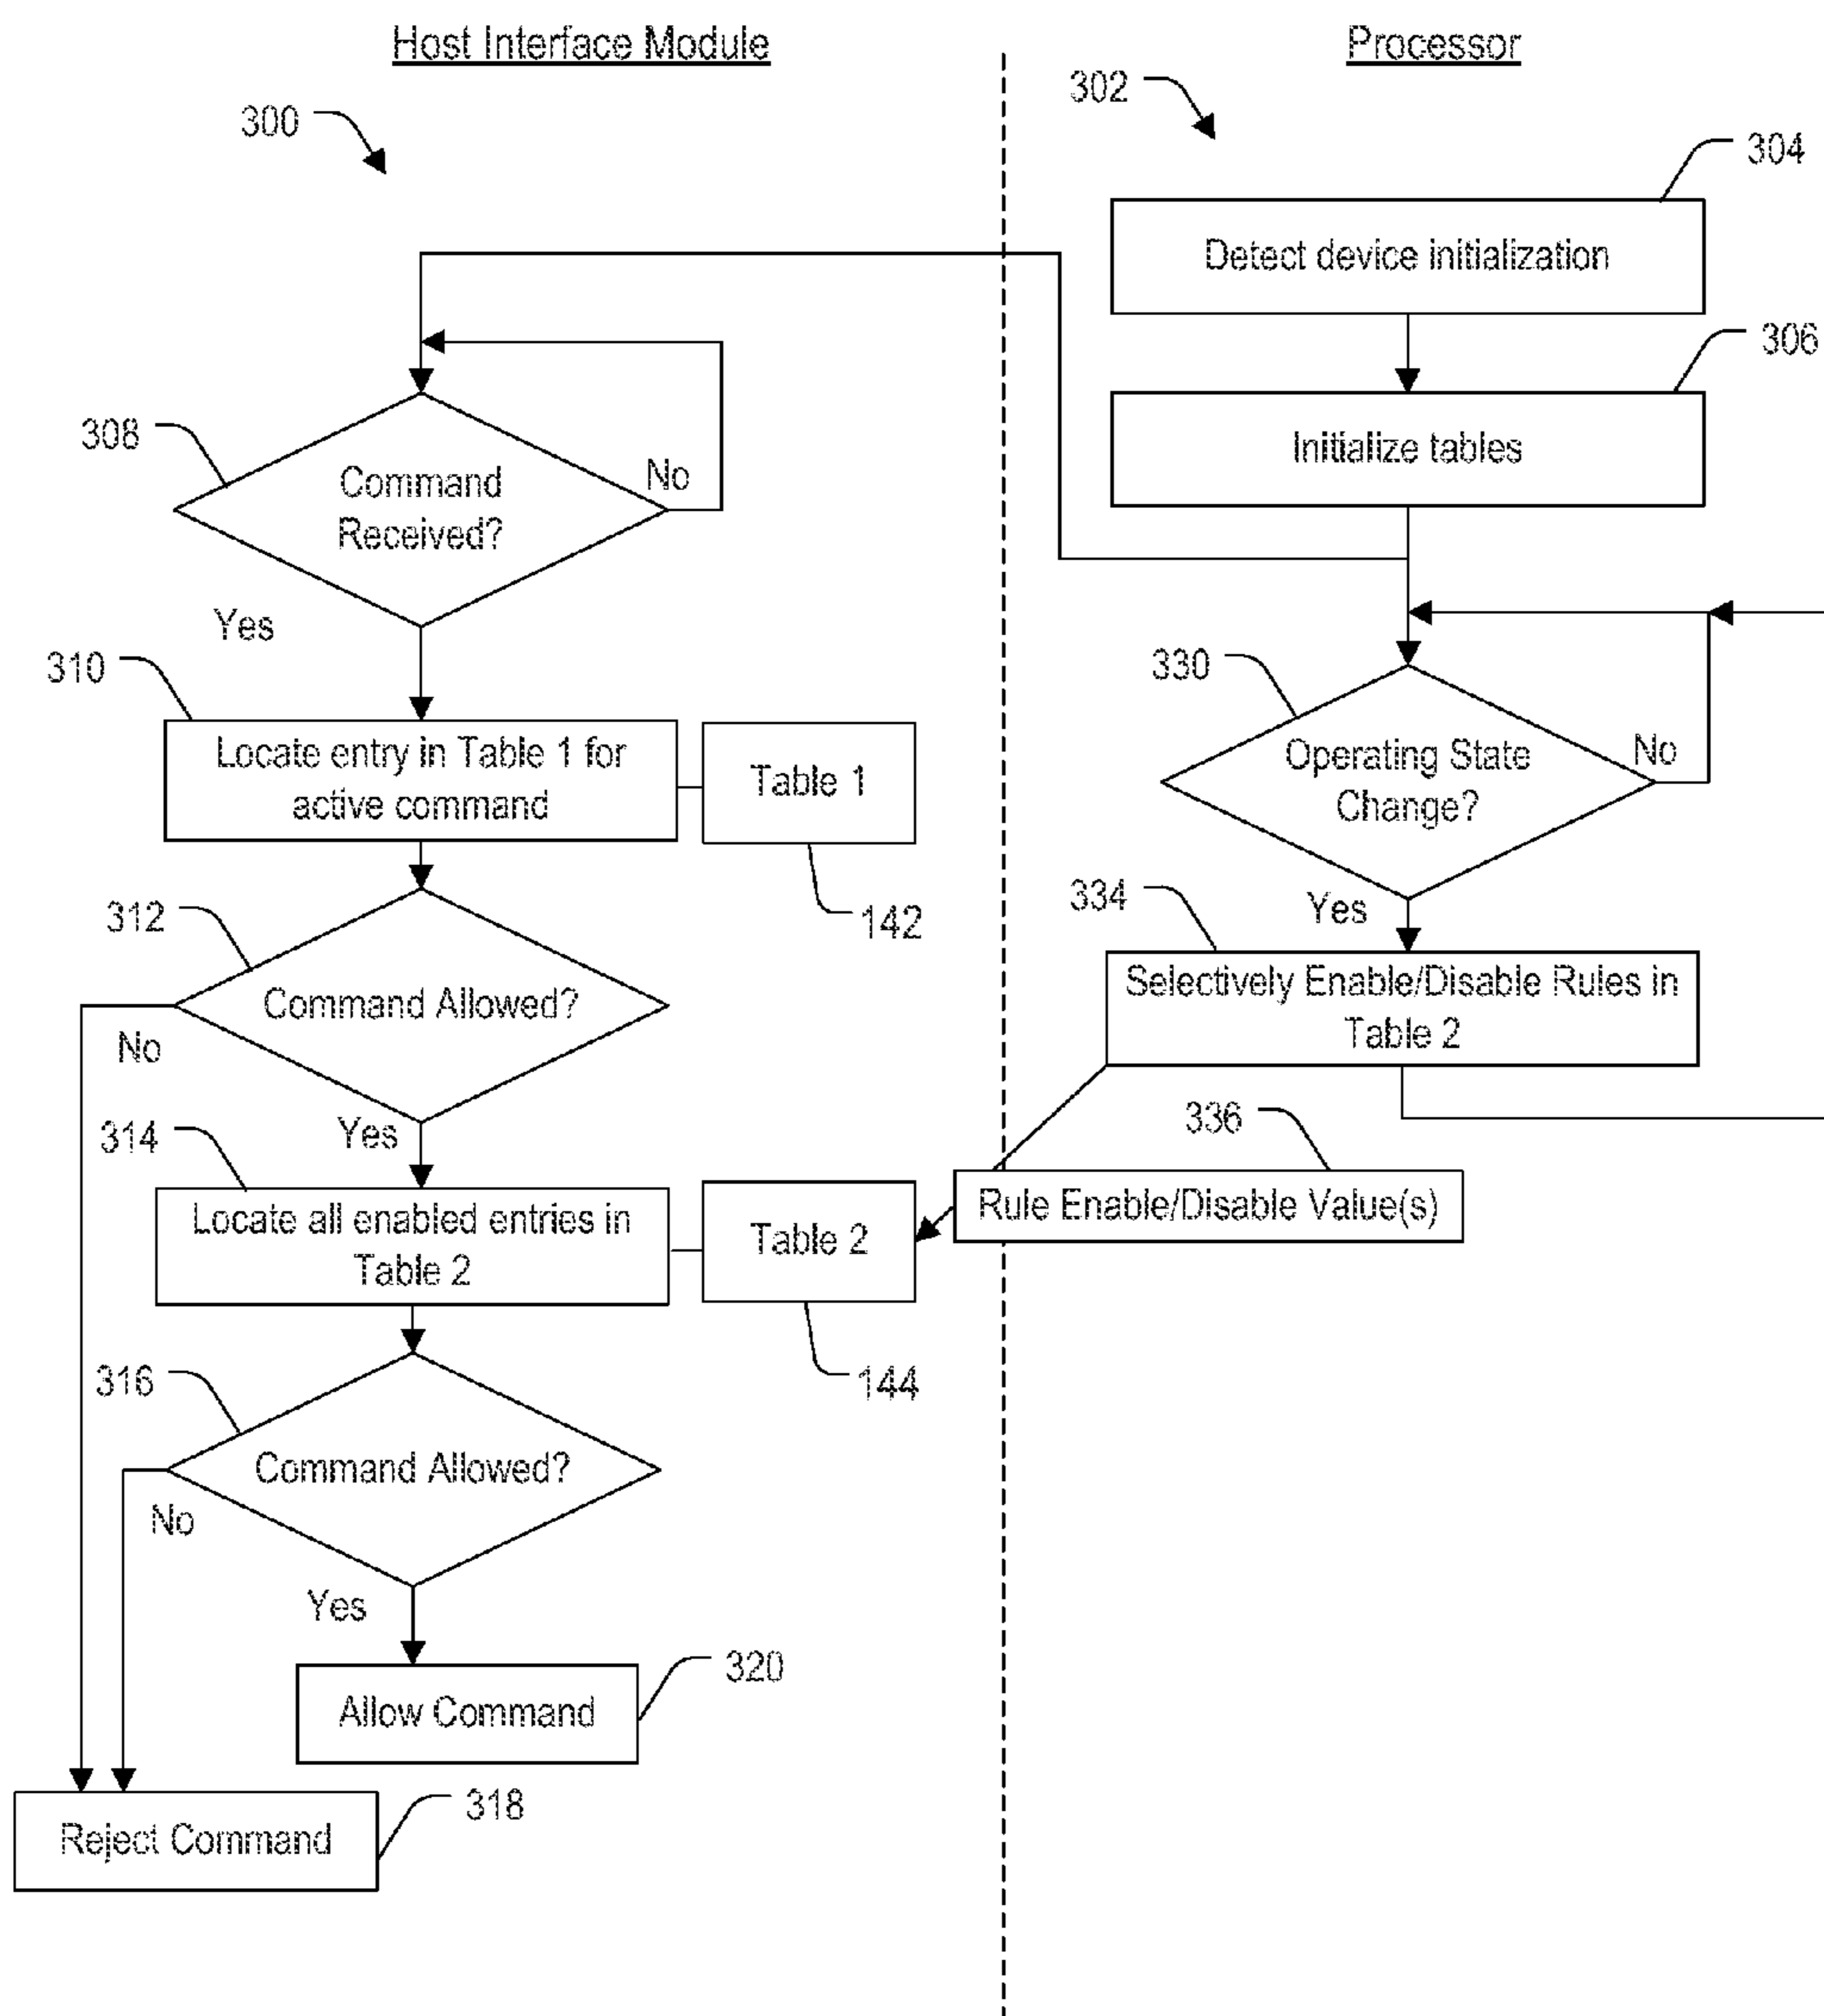 Host Interface Module
Processor
300
302
304
Detect device initialization
306
Initialize tables
308
Command
Received?
No
Yes
310
Locate entry in Table 1 for
active command
Table 1
142
312
Command Allowed?
No
Yes
314
Locate all enabled entries in
Table 2
Table 2
144
316
Command Allowed?
No
Yes
320
Allow Command
318
Reject Command
330
Operating State
Change?
No
Yes
334
Selectively Enable/Disable Rules in
Table 2
336
Rule Enable/Disable Value(s)